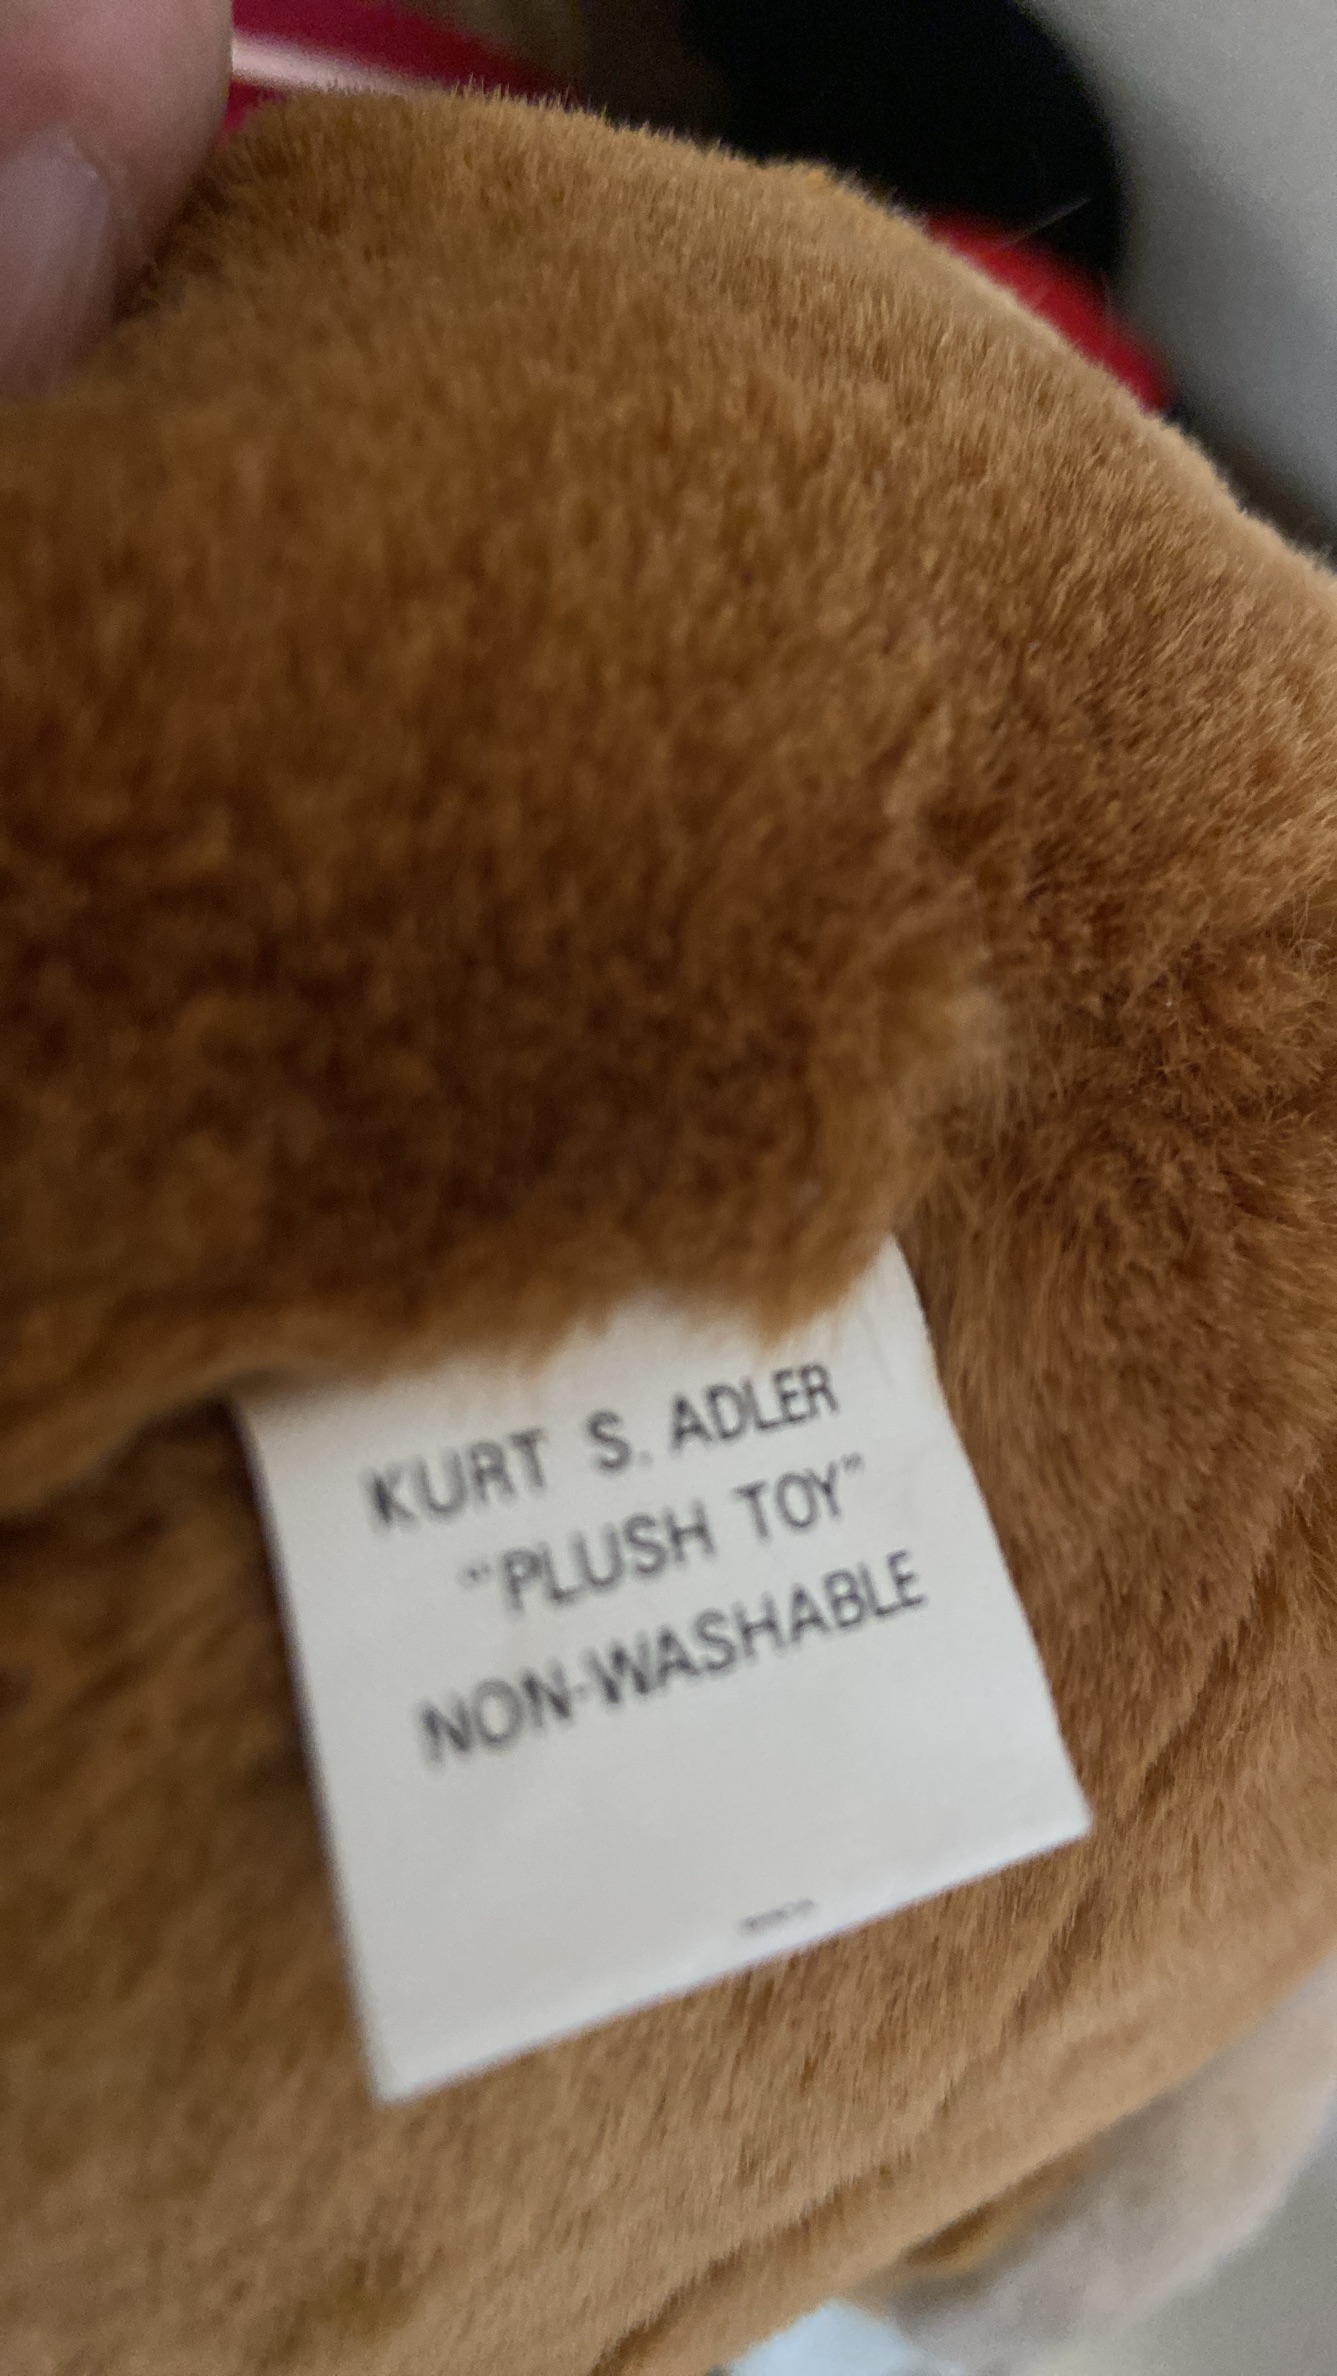 KURT S. ADLER
"PLUSH TOY"
NON-WASHABLE